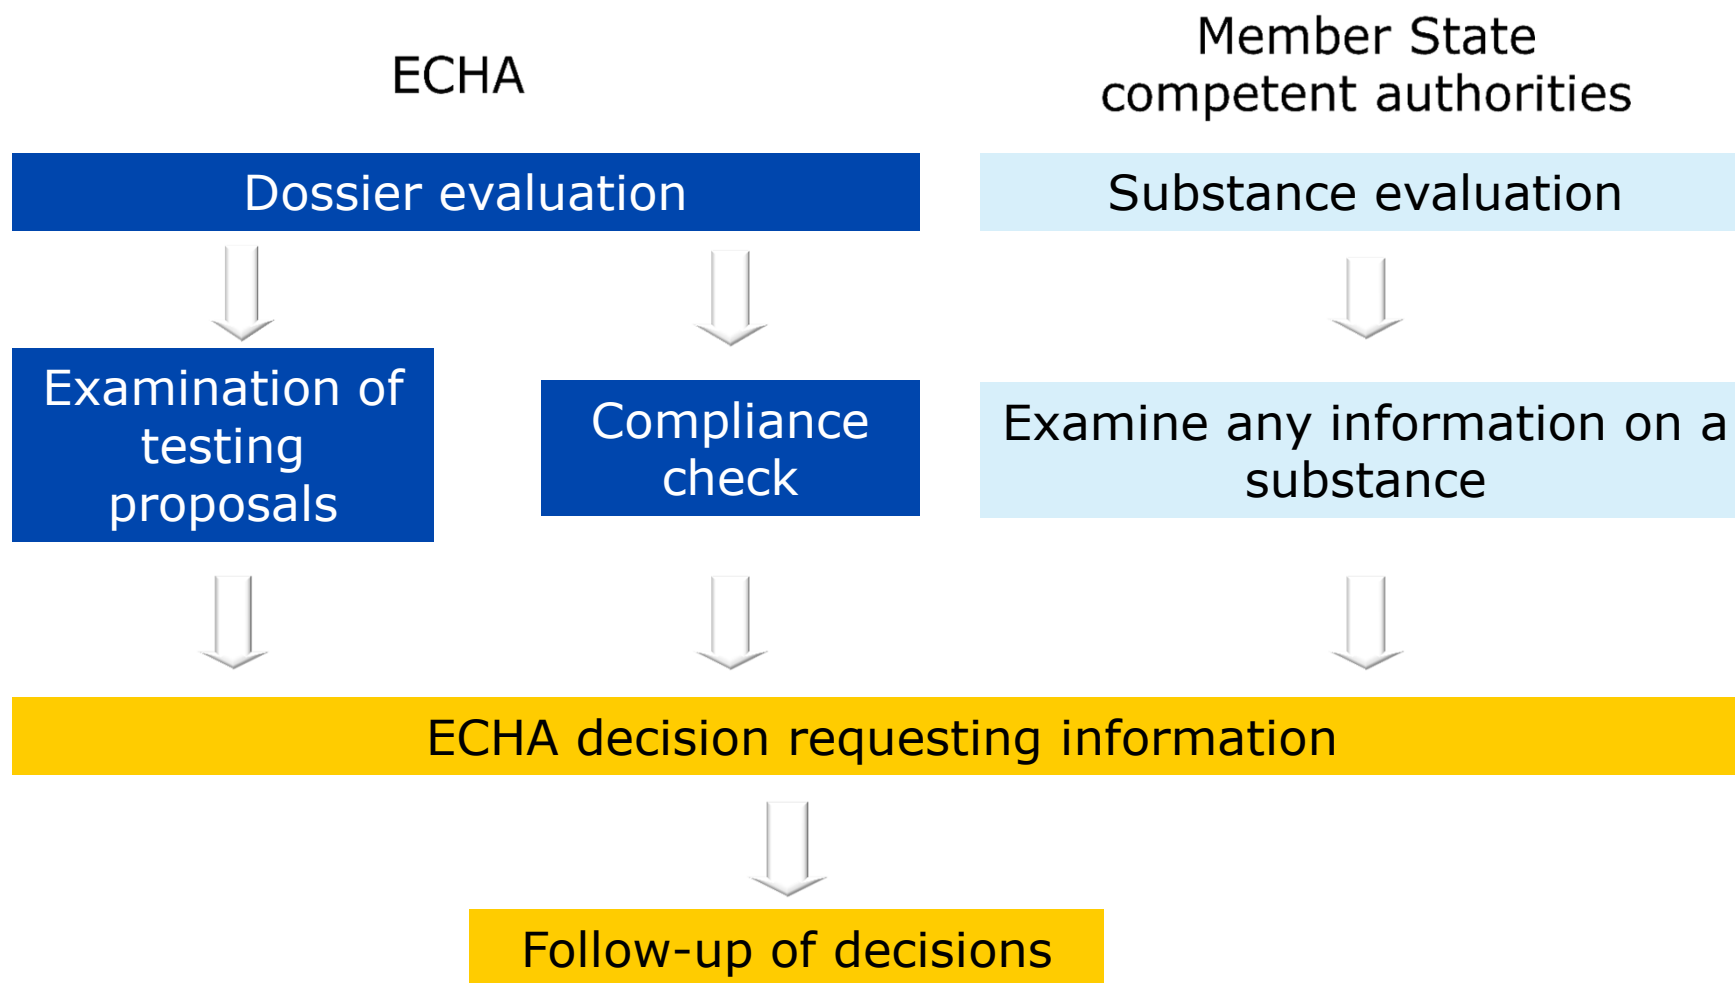 ECHA
Member State
competent authorities
Dossier evaluation
Substance evaluation
Examination of
testing
proposals
Compliance
check
Examine any information on a
substance
ECHA decision requesting information
Follow-up of decisions